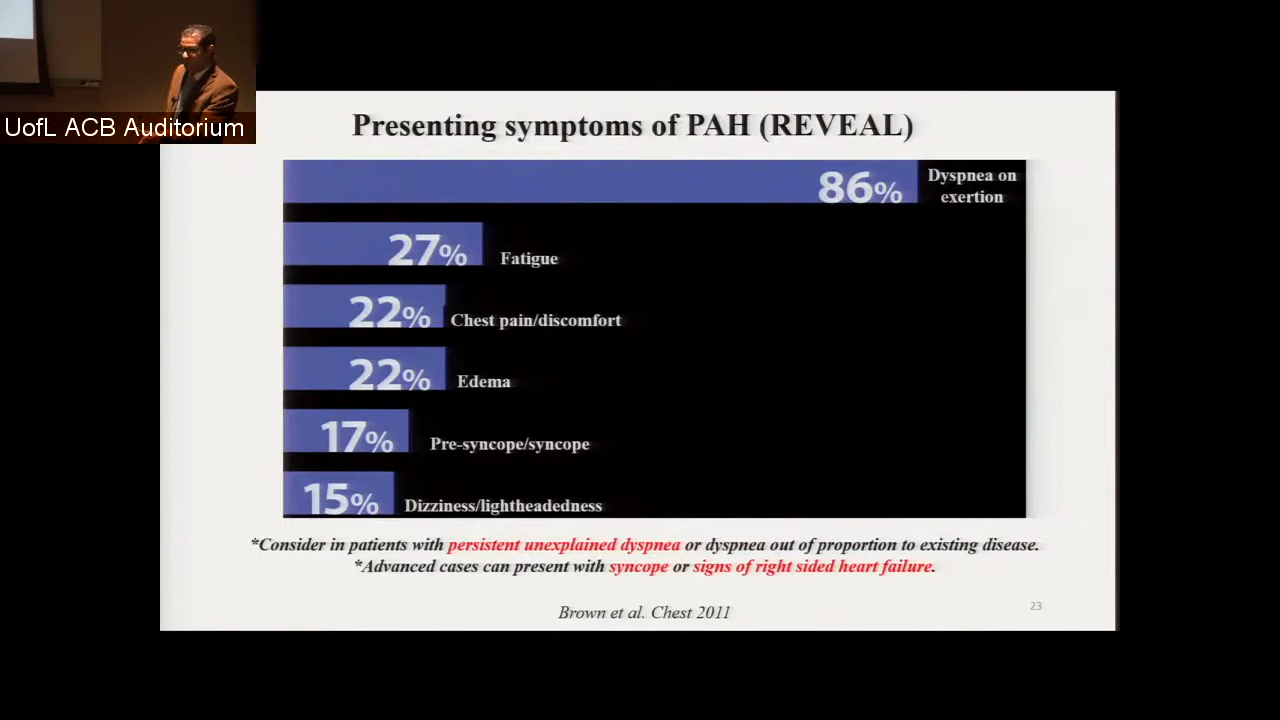 UofL ACB Auditorium
Presenting symptoms of PAH (REVEAL)
86%
Dyspnea on
exertion
27%
Fatigue
22%
Chest pain/discomfort
22%
Edema
17%
Pre-syncope/syncope
15%
Dizziness/lightheadedness
*Consider in patients with persistent unexplained dyspnea or dyspnea out of proportion to existing disease.
*Advanced cases can present with syncope or signs of right sided heart failure.
Brown et al. Chest 2011
23